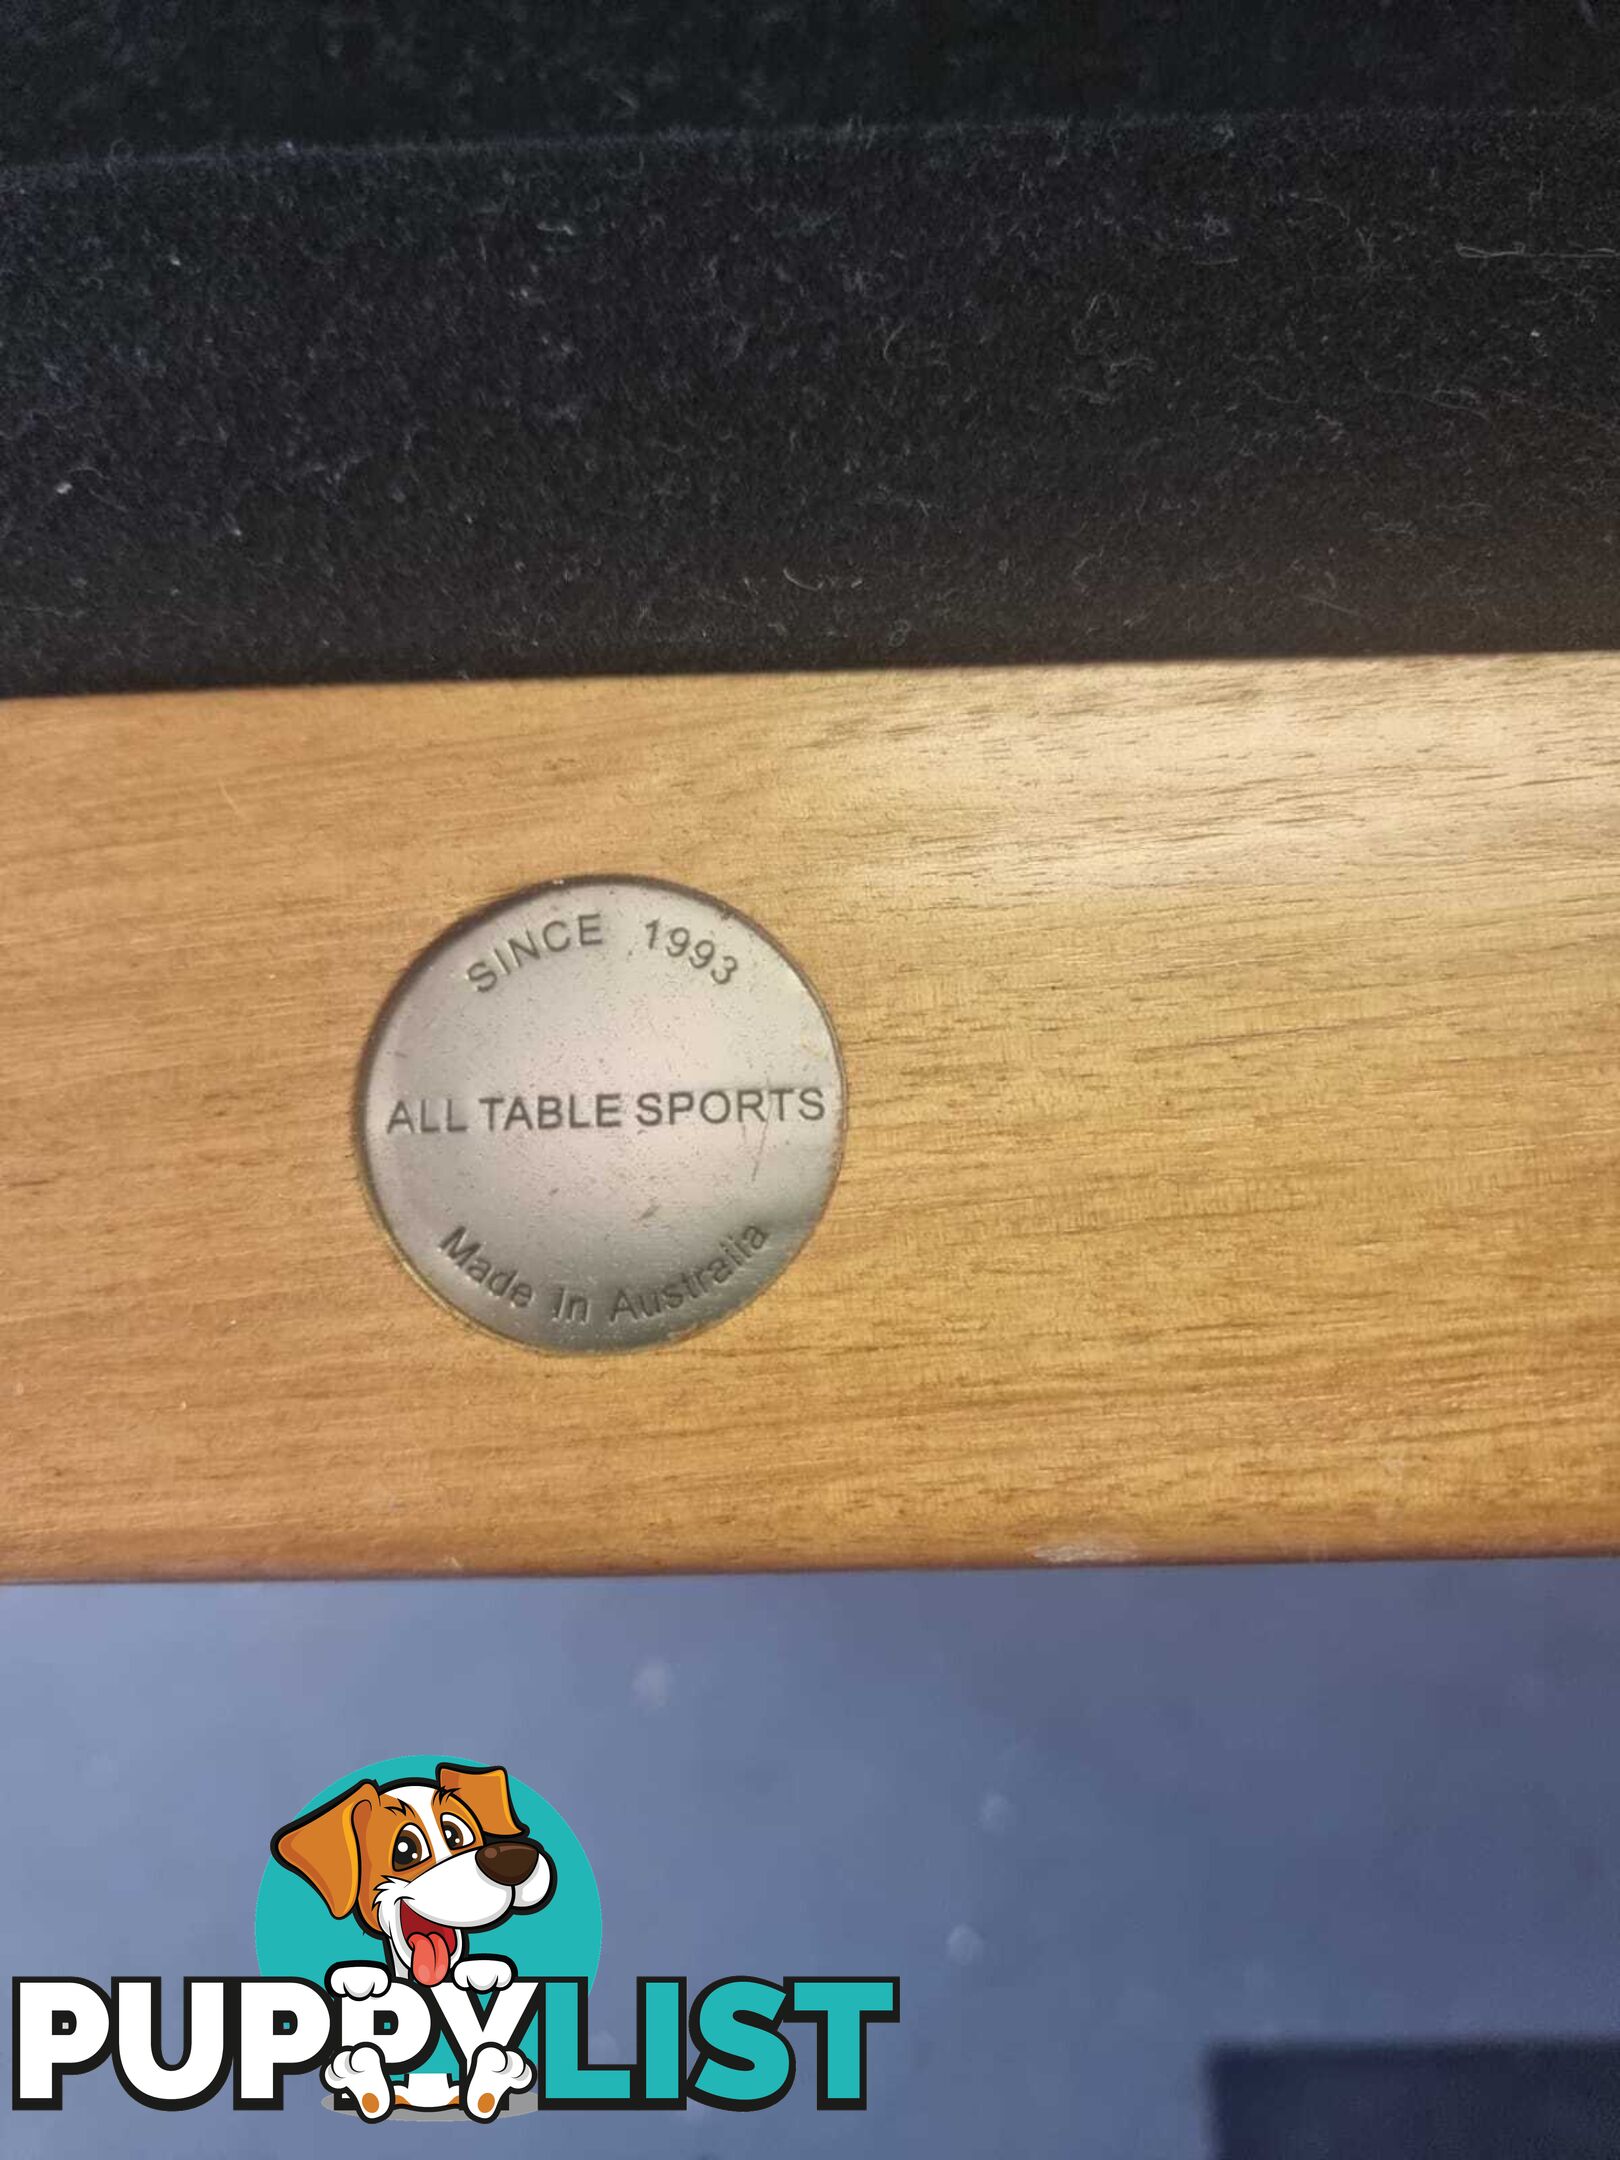 SINCE 1993
ALL TABLE SPORTS
Made In Australia
PUPPYLIST